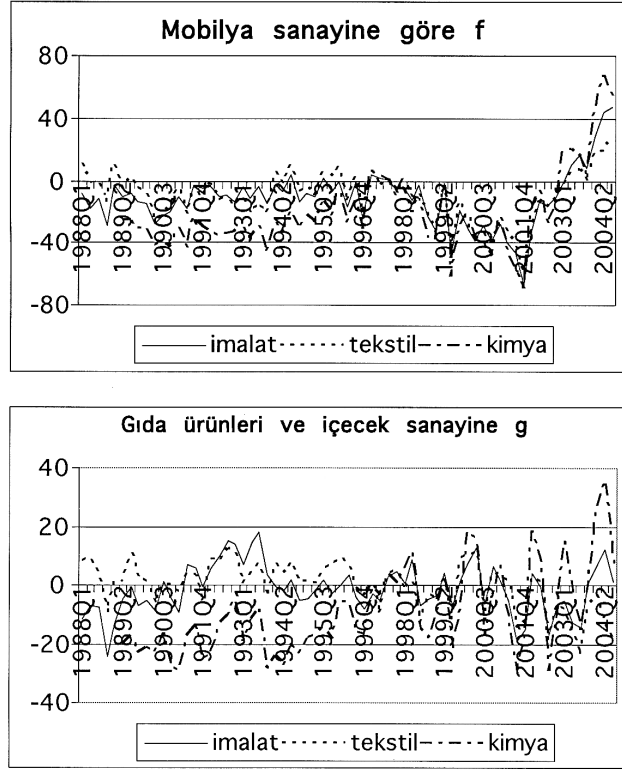 Mobilya sanayine göre f
80
40
0
-40
-80
1988Q1
1989Q2
1990Q3
1991Q4
1993Q1
1994Q2
1995Q3
1996Q4
1998Q1
1999Q2
2000Q3
2001Q4
2003Q1
2004Q2
imalat tekstil kimya
Gıda ürünleri ve içecek sanayine g
40
20
0
-20
-40
1988Q1
1989Q2
1990Q3
1991Q4
1993Q1
1994Q2
1995Q3
1996Q4
1998Q1
1999Q2
2000Q3
2001Q4
2003Q1
2004Q2
imalat tekstil kimya